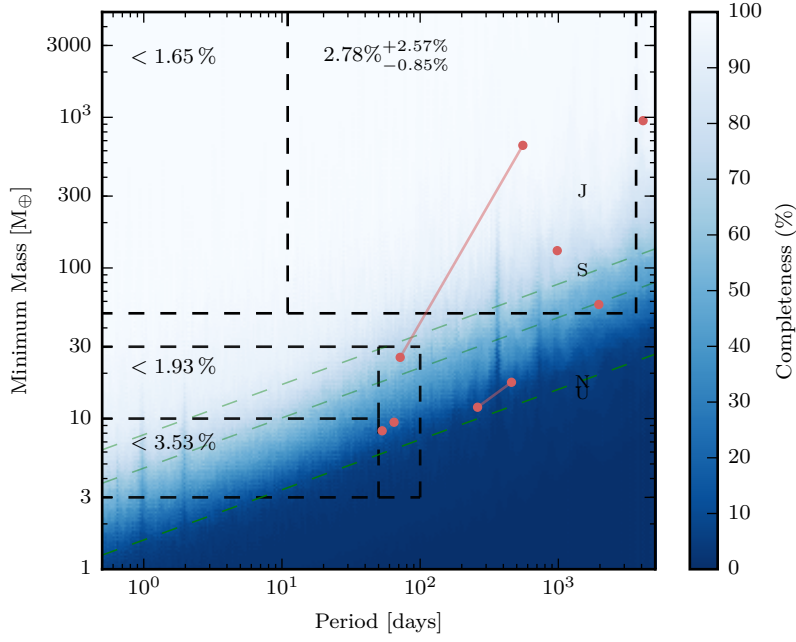 3000
10³
300
100
30
10
3
1
Minimum Mass [M⊕]
< 1.65 %
2.78%+2.57%−0.85%
< 1.93 %
< 3.53 %
J
S
N
U
10⁰
10¹
10²
10³
Period [days]
100
90
80
70
60
50
40
30
20
10
0
Completeness (%)